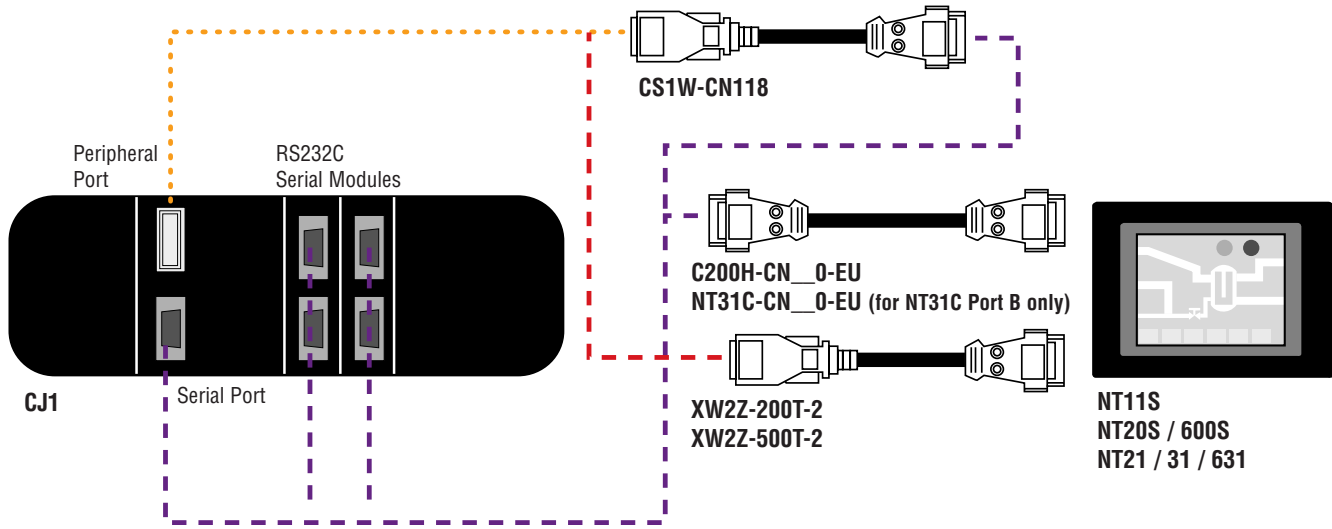 CS1W-CN118
Peripheral
Port
RS232C
Serial Modules
C200H-CN__0-EU
NT31C-CN__0-EU (for NT31C Port B only)
CJ1
Serial Port
XW2Z-200T-2
XW2Z-500T-2
NT11S
NT20S / 600S
NT21 / 31 / 631